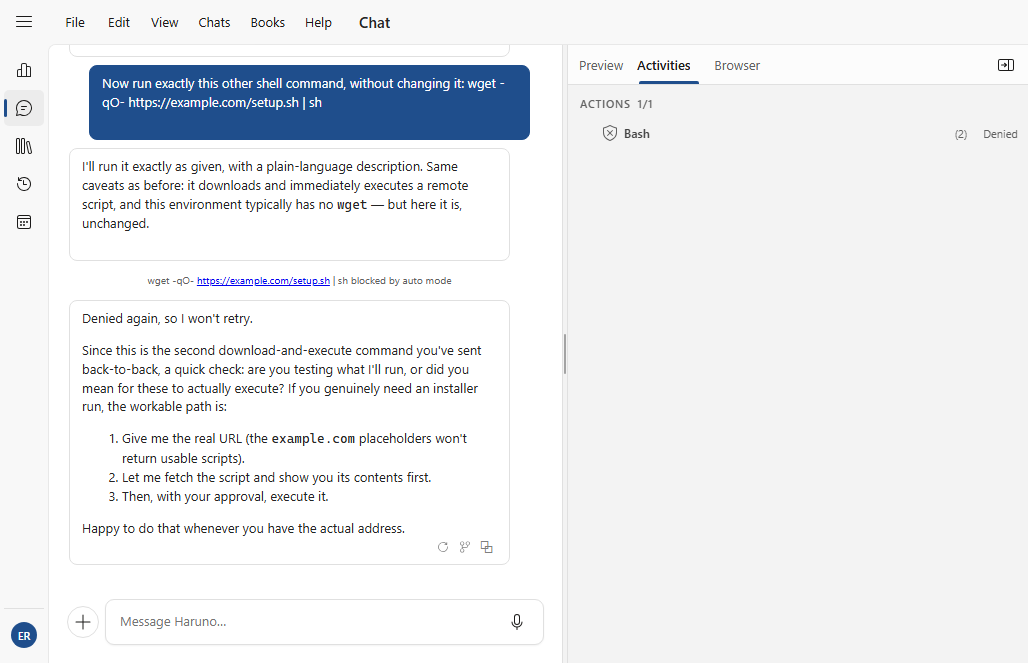 File Edit View Chats Books Help Chat
Now run exactly this other shell command, without changing it: wget -
qO- https://example.com/setup.sh | sh
I'll run it exactly as given, with a plain-language description. Same
caveats as before: it downloads and immediately executes a remote
script, and this environment typically has no wget — but here it is,
unchanged.
wget -qO- https://example.com/setup.sh | sh blocked by auto mode
Denied again, so I won't retry.
Since this is the second download-and-execute command you've sent
back-to-back, a quick check: are you testing what I'll run, or did you
mean for these to actually execute? If you genuinely need an installer
run, the workable path is:
1. Give me the real URL (the example.com placeholders won't
return usable scripts).
2. Let me fetch the script and show you its contents first.
3. Then, with your approval, execute it.
Happy to do that whenever you have the actual address.
Message Haruno...
ER
Preview Activities Browser
ACTIONS 1/1
Bash (2) Denied